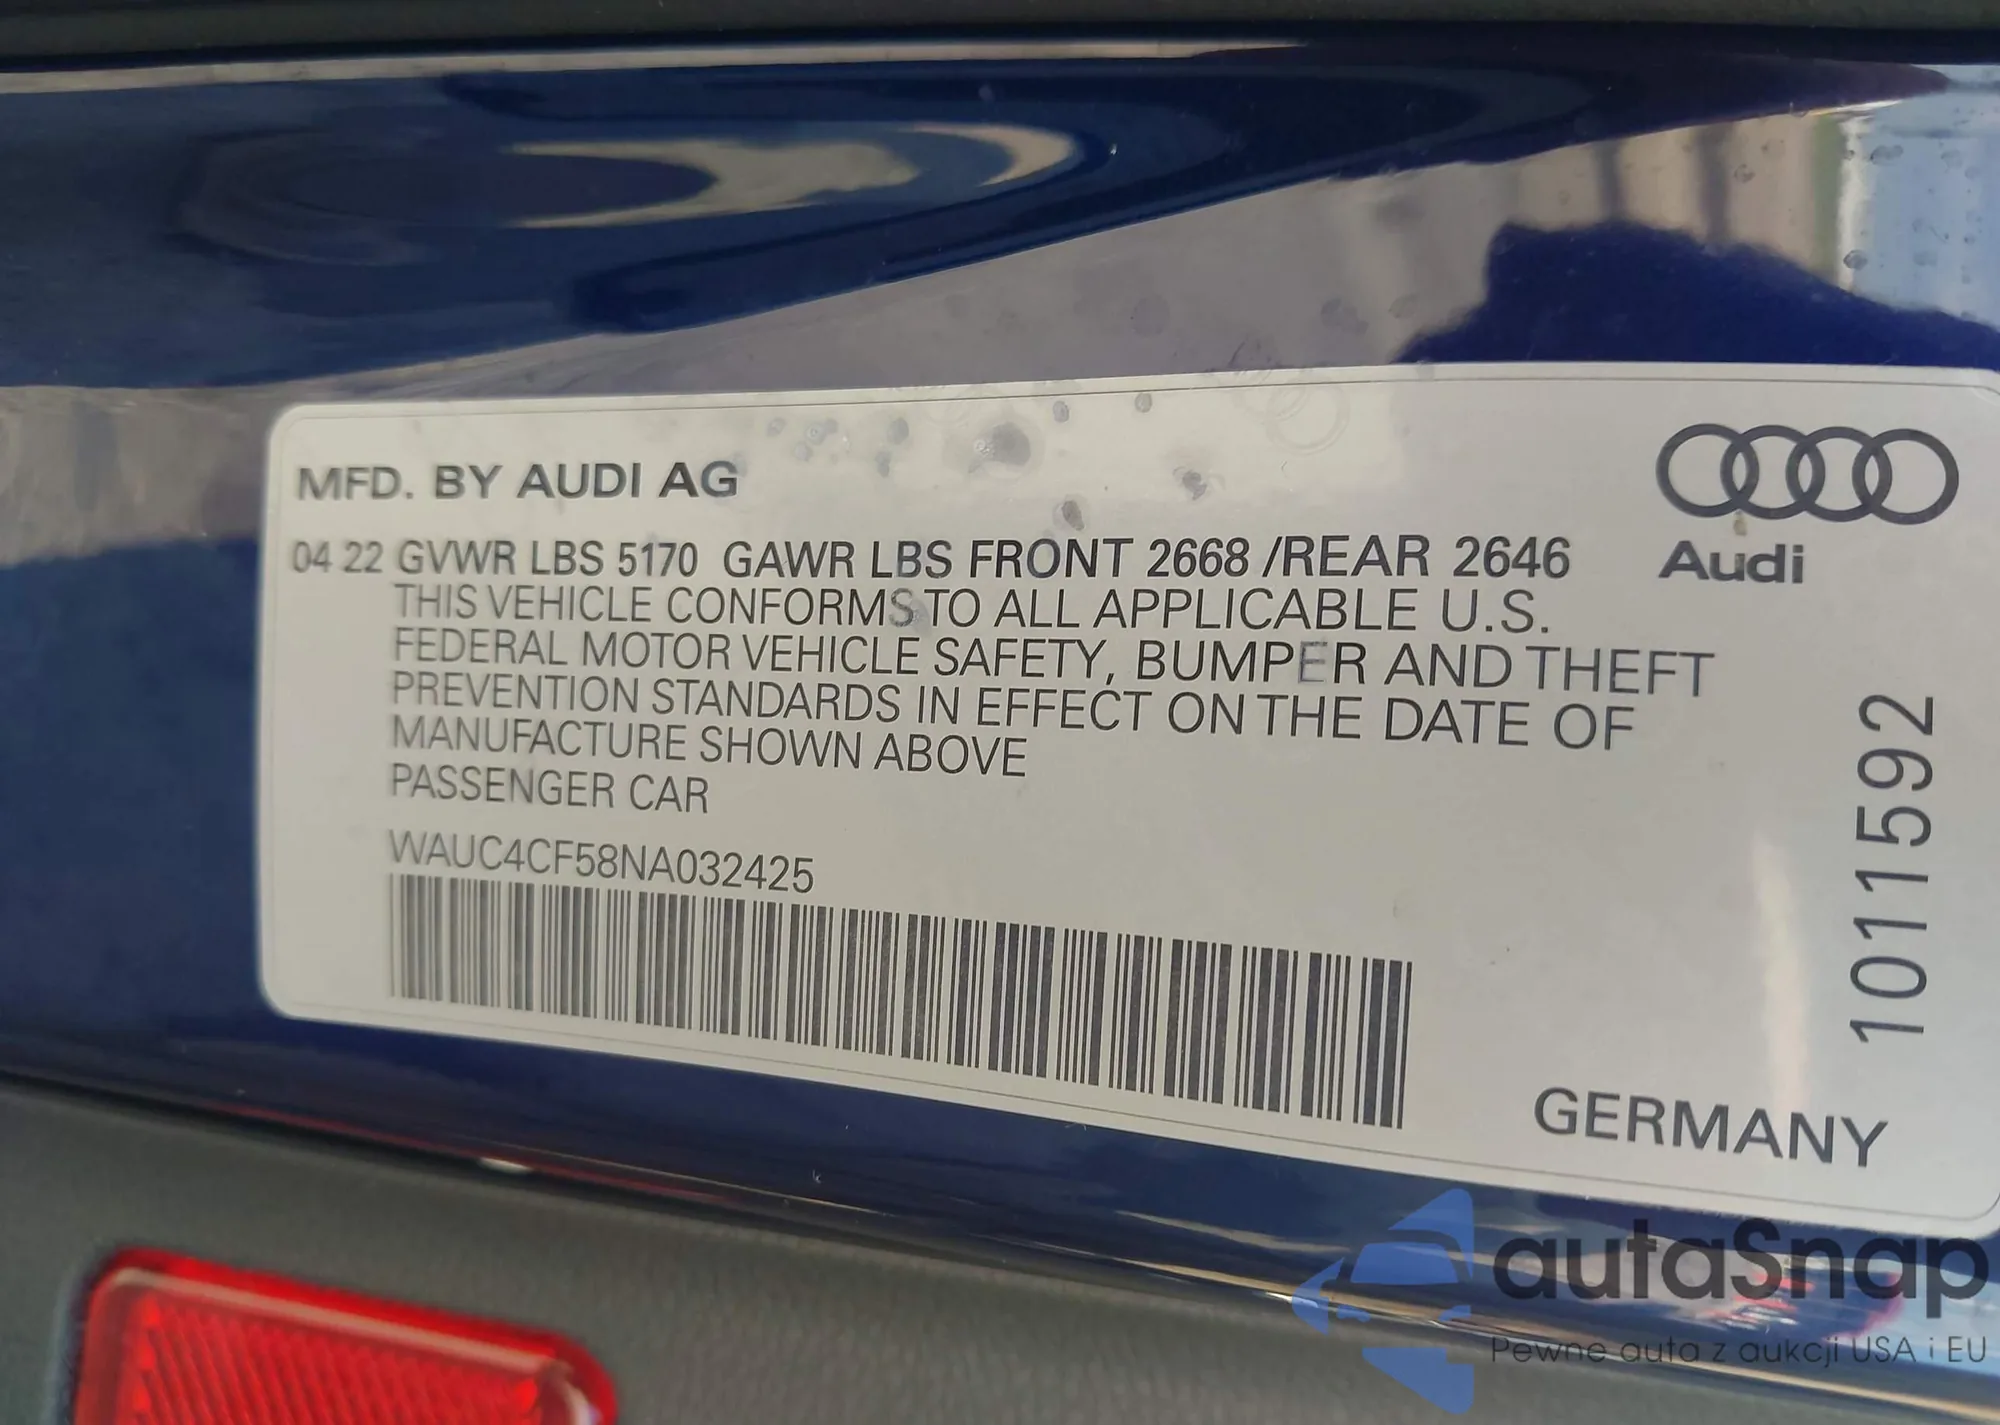 MFD. BY AUDI AG
04 22 GVWR LBS 5170 GAWR LBS FRONT 2668 /REAR 2646
THIS VEHICLE CONFORMS TO ALL APPLICABLE U.S.
FEDERAL MOTOR VEHICLE SAFETY, BUMPER AND THEFT
PREVENTION STANDARDS IN EFFECT ON THE DATE OF
MANUFACTURE SHOWN ABOVE
PASSENGER CAR
WAUC4CF58NA032425
Audi
1011592
GERMANY
autaSnap
Pewne auta z aukcji USA i EU